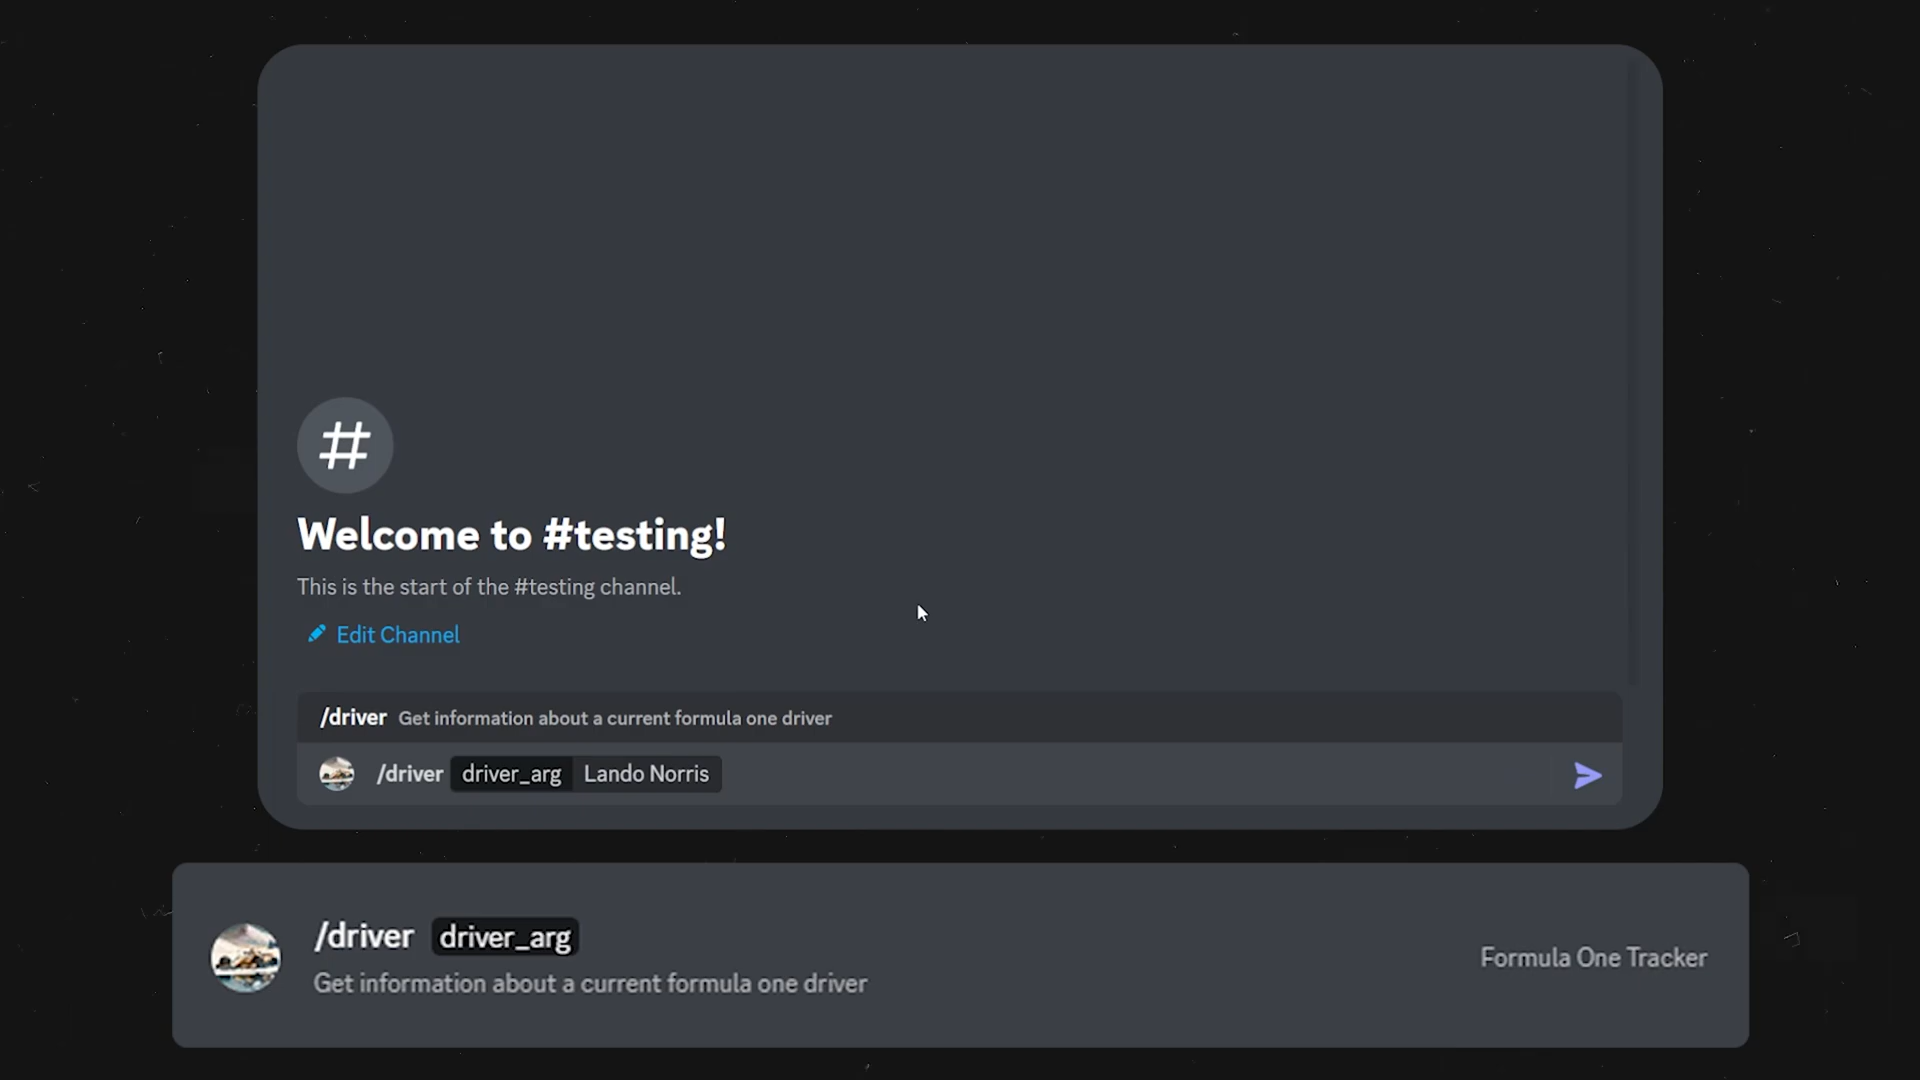 #
Welcome to #testing!
This is the start of the #testing channel.
Edit Channel
/driver Get information about a current formula one driver
/driver driver_arg Lando Norris
/driver driver_arg
Get information about a current formula one driver
Formula One Tracker